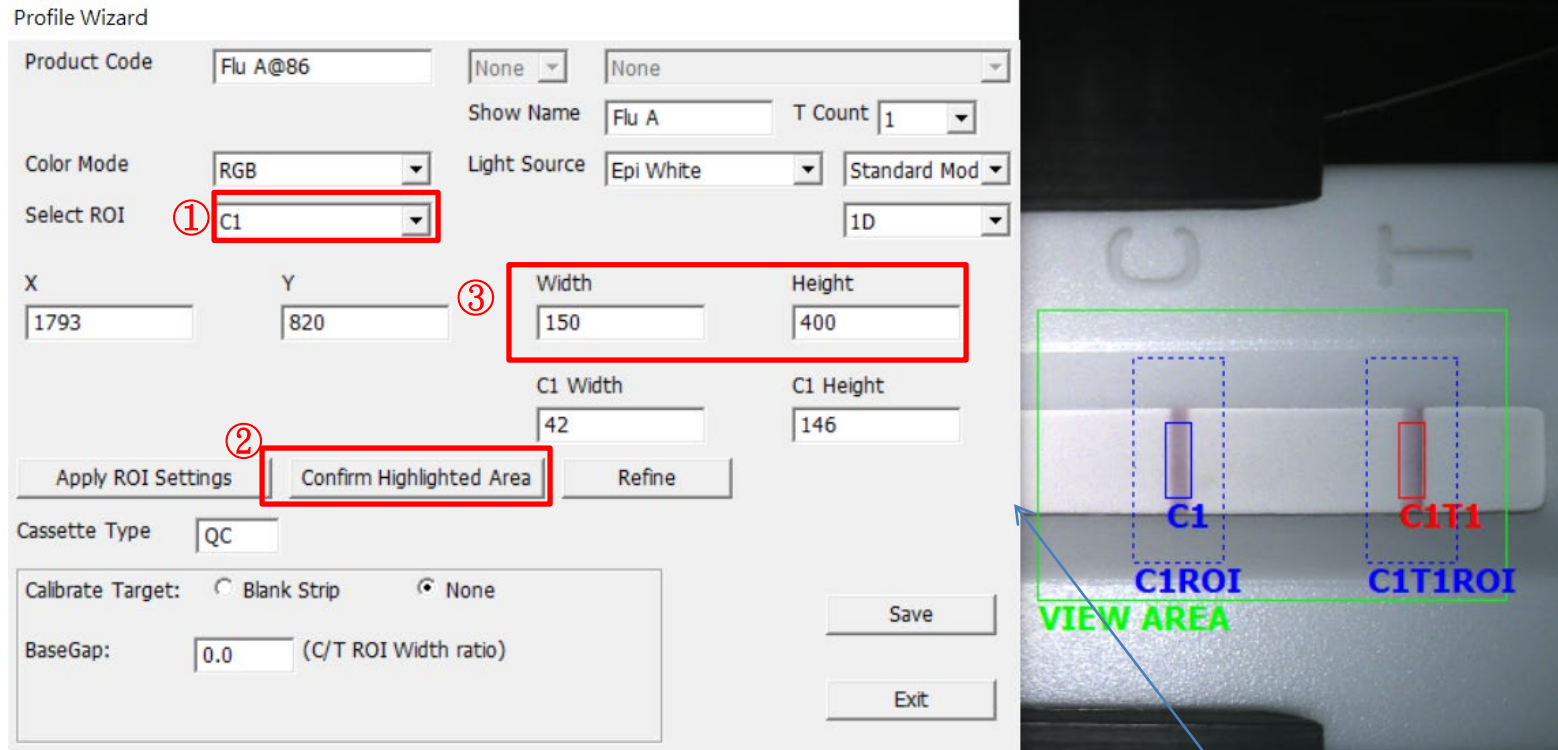 Profile Wizard
Product Code Flu A@86 None None
Show Name Flu A T Count 1
Color Mode RGB Light Source Epi White Standard Mod
Select ROI ① C1 1D
X Y ③ Width Height
1793 820 150 400
C1 Width C1 Height
42 146
②
Apply ROI Settings Confirm Highlighted Area Refine
Cassette Type QC
Calibrate Target: Blank Strip None
Save
BaseGap: 0.0 (C/T ROI Width ratio)
Exit
C T
C1 C1T1
C1ROI C1T1ROI
VIEW AREA